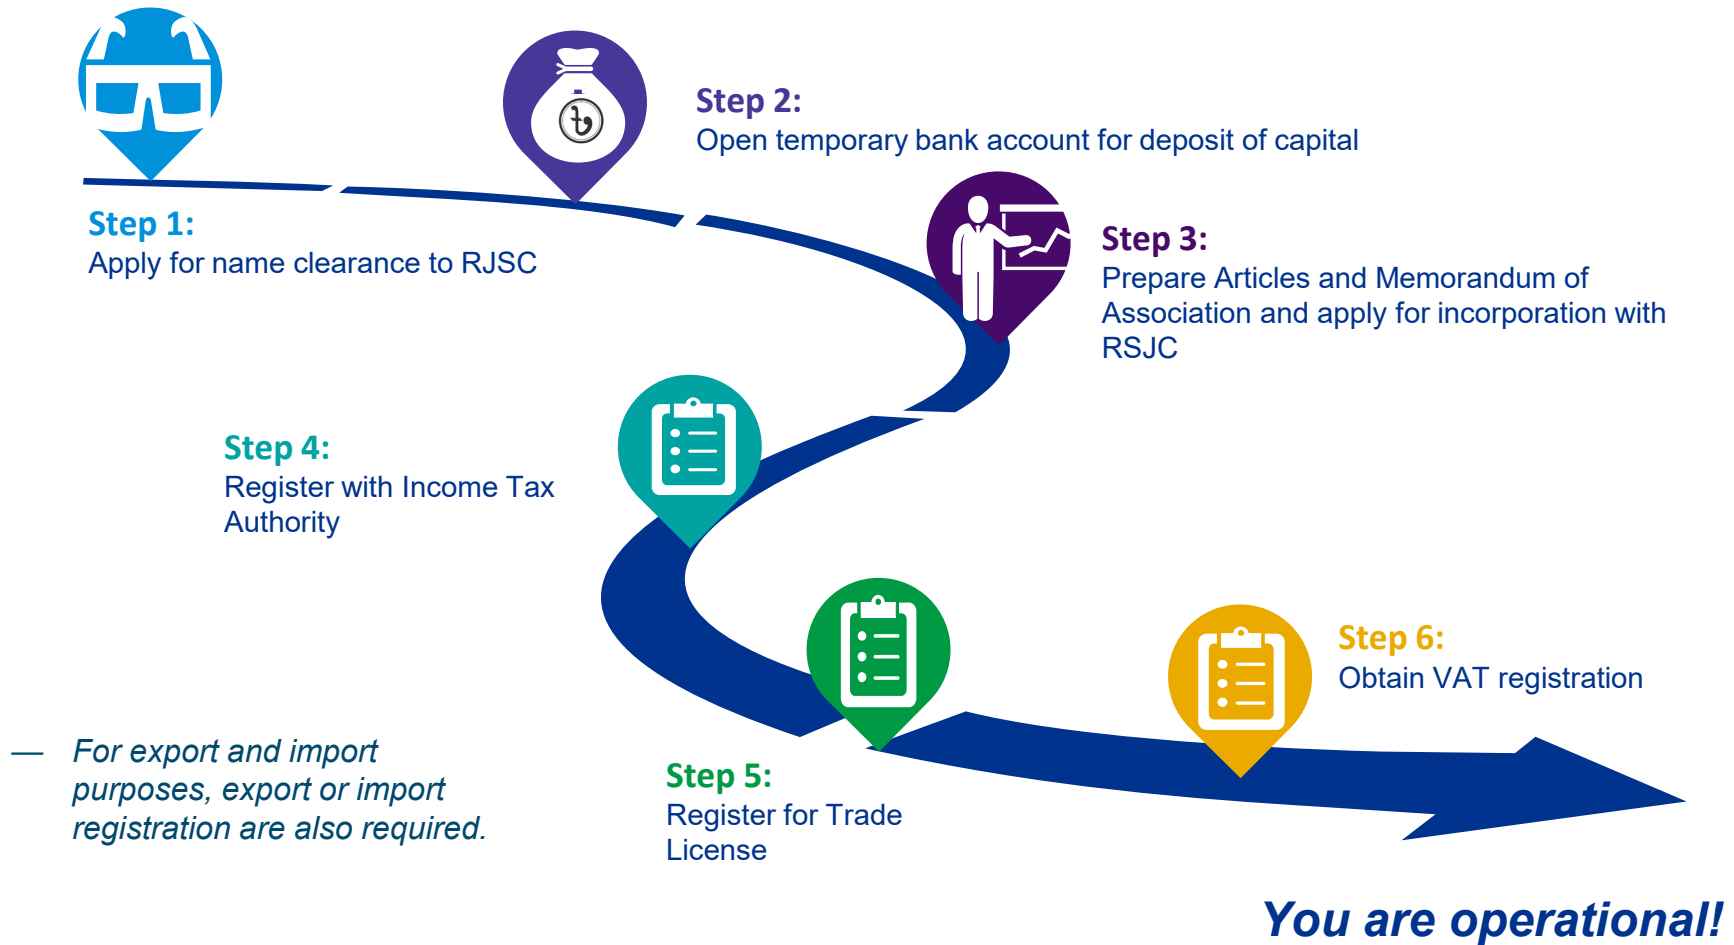 Step 1:
Apply for name clearance to RJSC
Step 2:
Open temporary bank account for deposit of capital
Step 3:
Prepare Articles and Memorandum of
Association and apply for incorporation with
RSJC
Step 4:
Register with Income Tax
Authority
Step 5:
Register for Trade
License
Step 6:
Obtain VAT registration
— For export and import
purposes, export or import
registration are also required.
You are operational!
৳